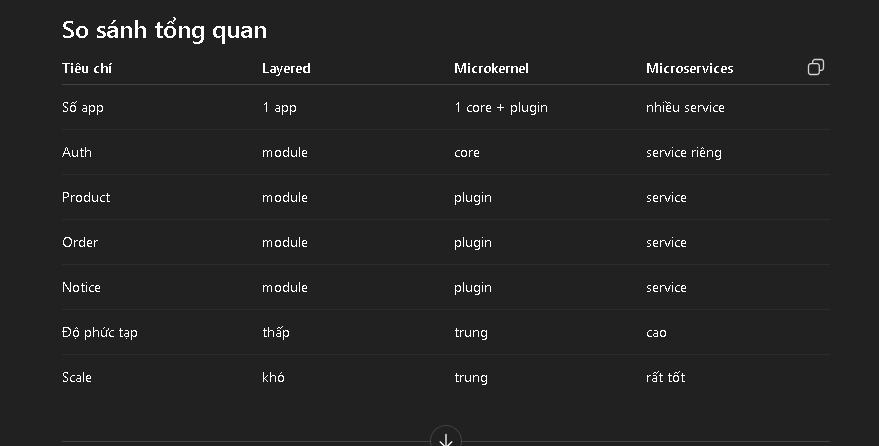 So sánh tổng quan
Tiêu chí Layered Microkernel Microservices
Số app 1 app 1 core + plugin nhiều service
Auth module core service riêng
Product module plugin service
Order module plugin service
Notice module plugin service
Độ phức tạp thấp trung cao
Scale khó trung rất tốt